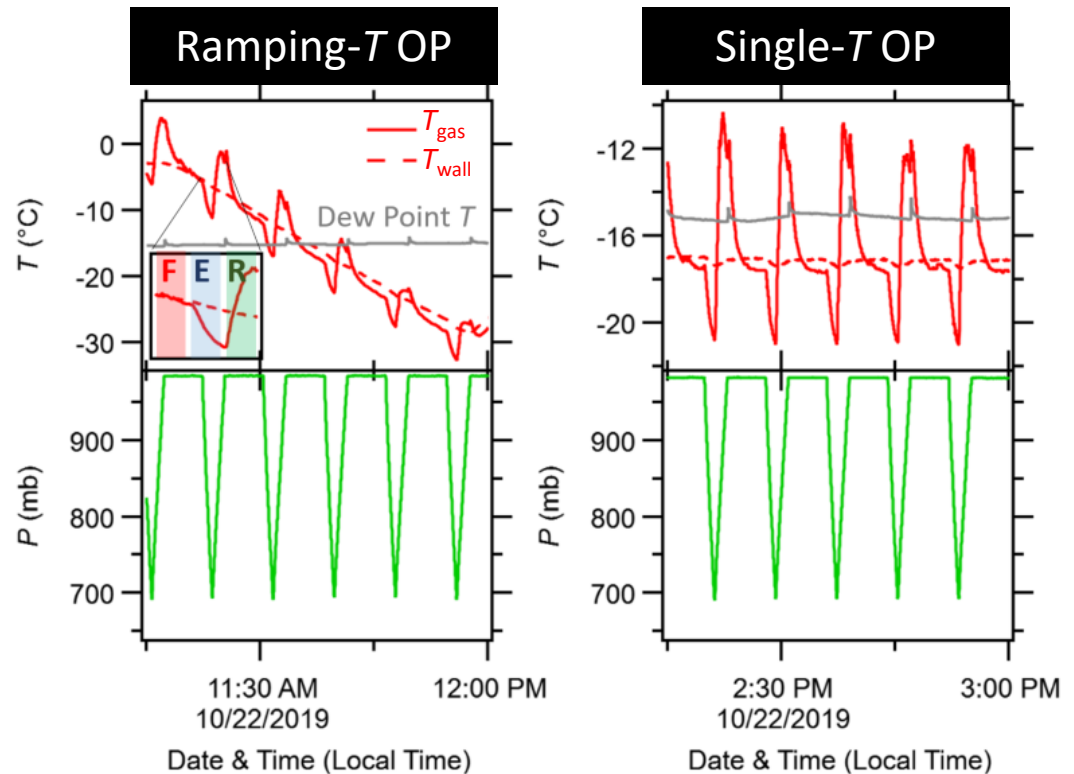 Ramping-T OP
Single-T OP
T (°C)
0
-10
-20
-30
Tgas
Twall
Dew Point T
F E R
P (mb)
900
800
700
11:30 AM
10/22/2019
12:00 PM
Date & Time (Local Time)
T (°C)
-12
-16
-20
P (mb)
900
800
700
2:30 PM
10/22/2019
3:00 PM
Date & Time (Local Time)